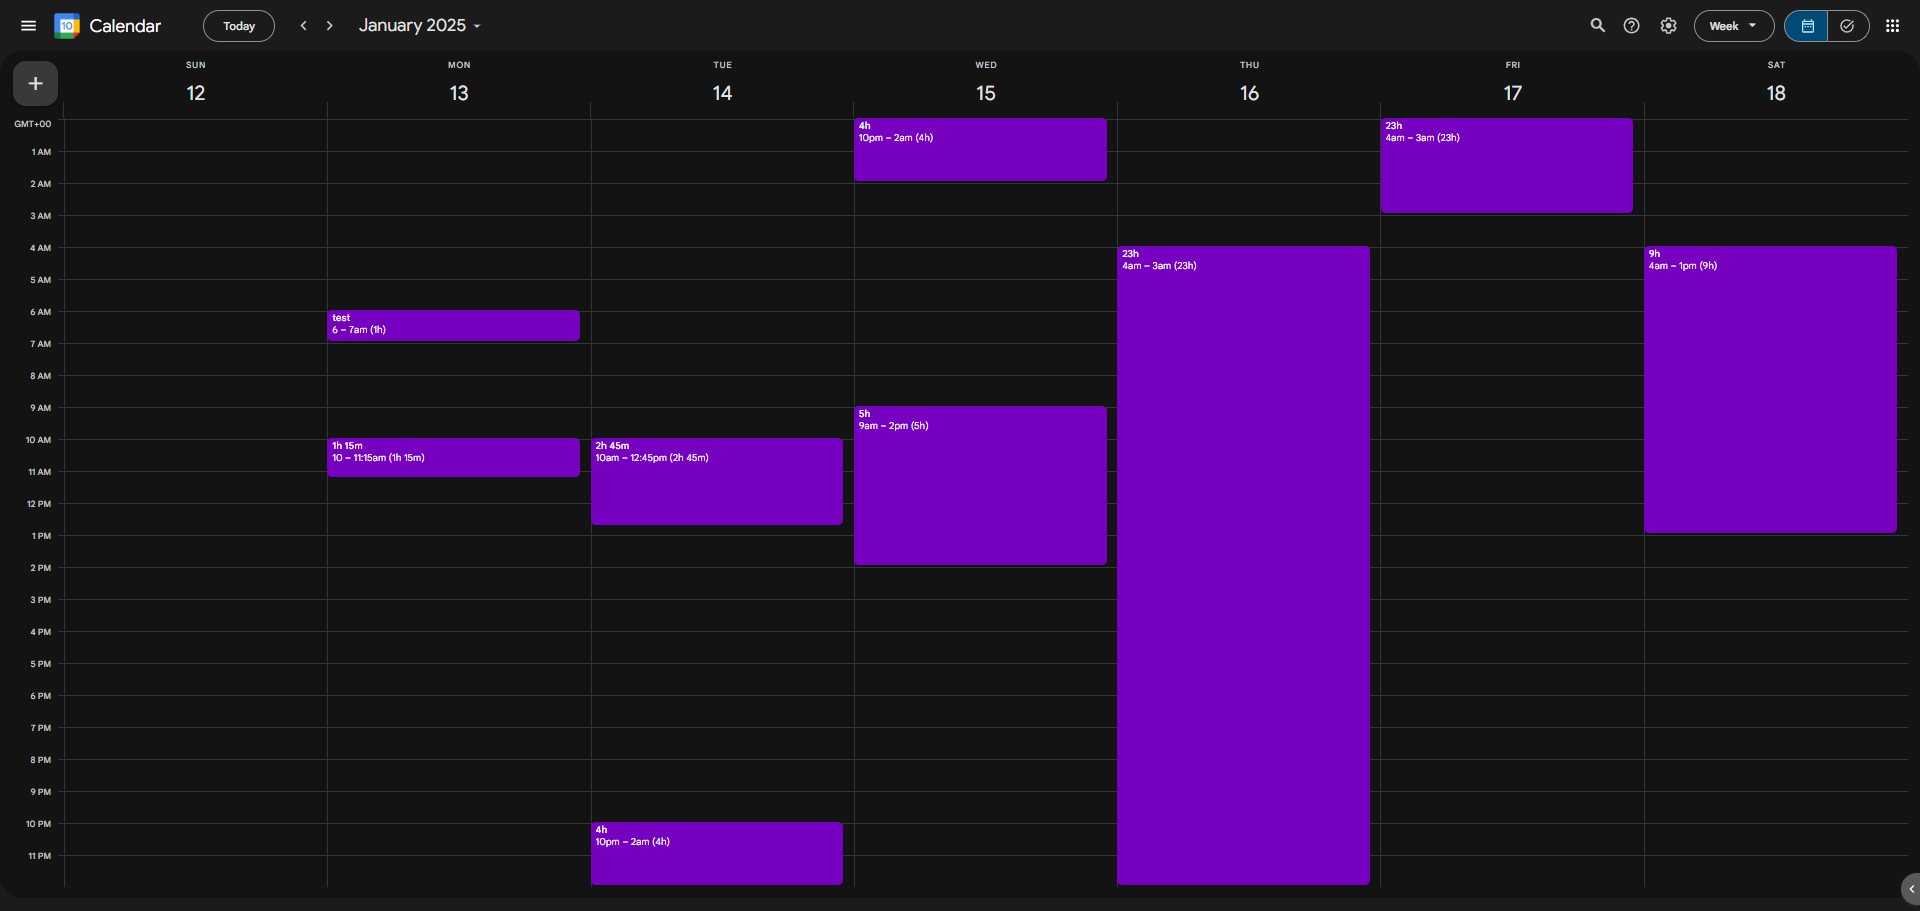 Calendar
Today
January 2025
Week
SUN
12
MON
13
TUE
14
WED
15
THU
16
FRI
17
SAT
18
GMT+00
1 AM
2 AM
3 AM
4 AM
5 AM
6 AM
7 AM
8 AM
9 AM
10 AM
11 AM
12 PM
1 PM
2 PM
3 PM
4 PM
5 PM
6 PM
7 PM
8 PM
9 PM
10 PM
11 PM
test
6 – 7am (1h)
1h 15m
10 – 11:15am (1h 15m)
2h 45m
10am – 12:45pm (2h 45m)
4h
10pm – 2am (4h)
4h
10pm – 2am (4h)
5h
9am – 2pm (5h)
23h
4am – 3am (23h)
23h
4am – 3am (23h)
9h
4am – 1pm (9h)
10